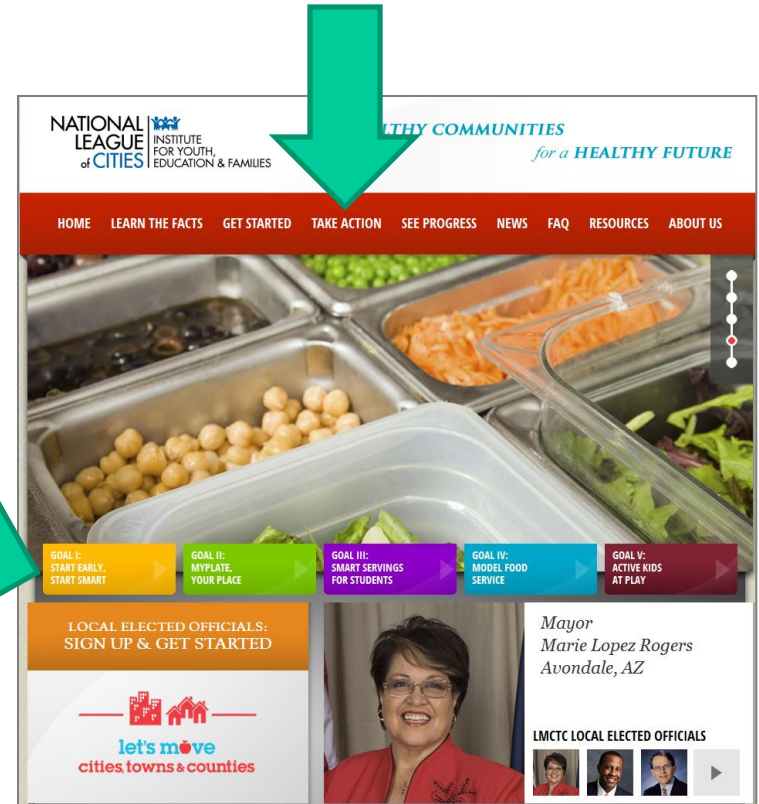 NATIONAL
LEAGUE
of CITIES
INSTITUTE
FOR YOUTH,
EDUCATION & FAMILIES
COMMUNITIES
for a HEALTHY FUTURE
HOME LEARN THE FACTS GET STARTED TAKE ACTION SEE PROGRESS NEWS FAQ RESOURCES ABOUT US
GOAL I:
START EARLY,
START SMART
GOAL II:
MYPLATE,
YOUR PLACE
GOAL III:
SMART SERVINGS
FOR STUDENTS
GOAL IV:
MODEL FOOD
SERVICE
GOAL V:
ACTIVE KIDS
AT PLAY
LOCAL ELECTED OFFICIALS:
SIGN UP & GET STARTED
let's move
cities, towns & counties
Mayor
Marie Lopez Rogers
Avondale, AZ
LMCTC LOCAL ELECTED OFFICIALS